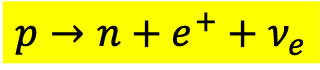 p → n + e⁺ + νₑ